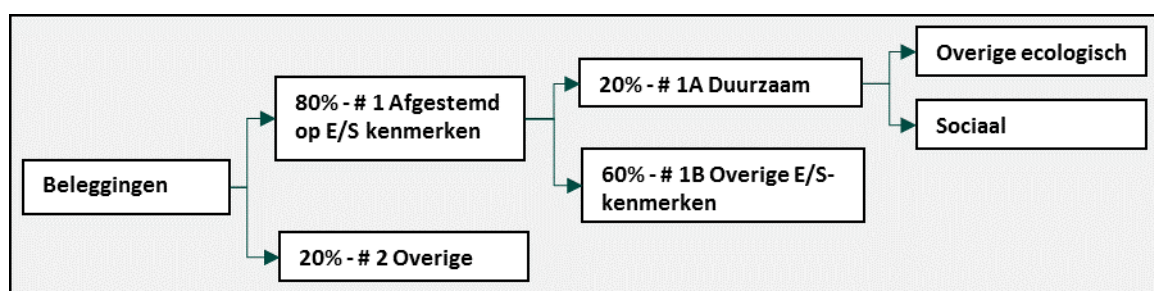 Beleggingen
80% - # 1 Afgestemd
op E/S kenmerken
20% - # 2 Overige
20% - # 1A Duurzaam
60% - # 1B Overige E/S-
kenmerken
Overige ecologisch
Sociaal